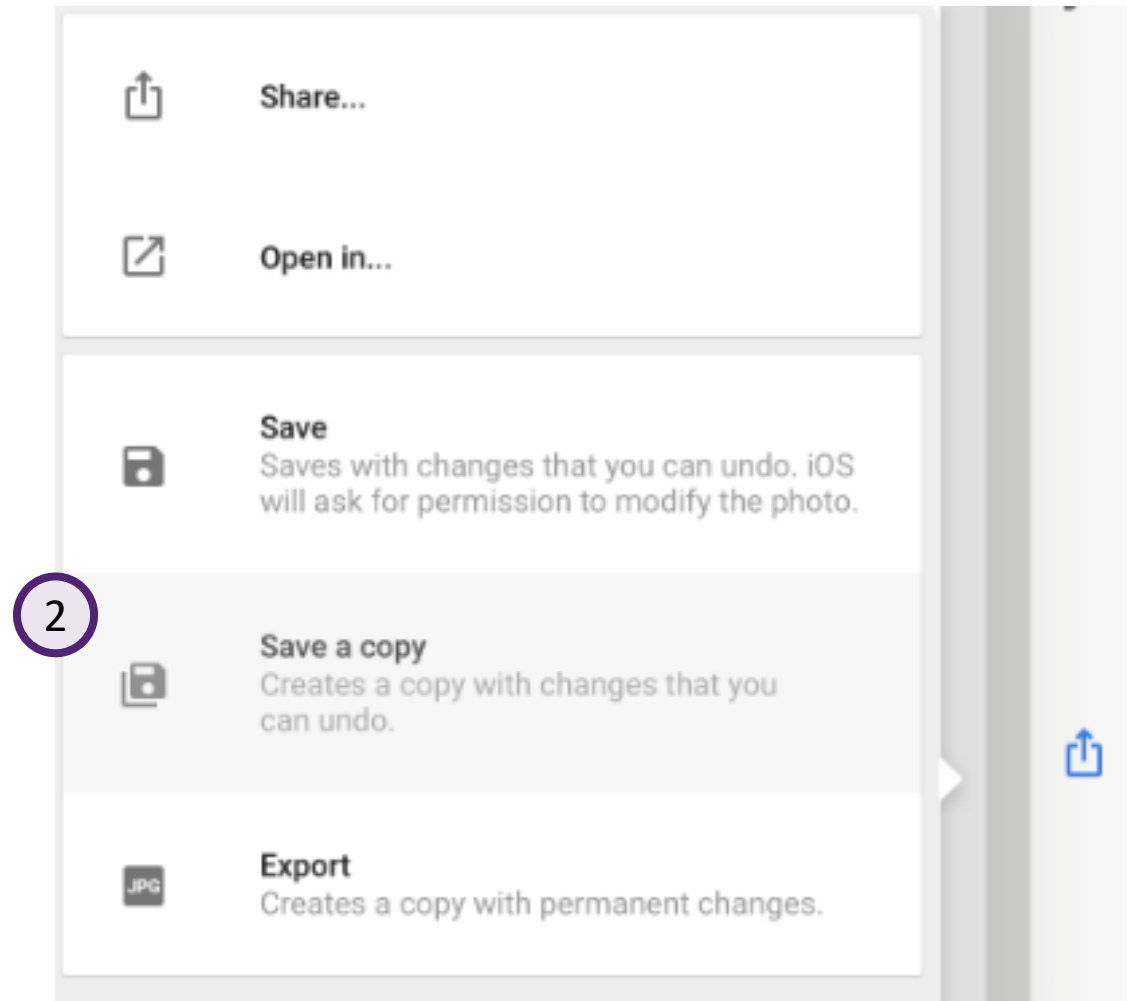 Share...
Open in...
Save
Saves with changes that you can undo. iOS
will ask for permission to modify the photo.
2
Save a copy
Creates a copy with changes that you
can undo.
JPG
Export
Creates a copy with permanent changes.